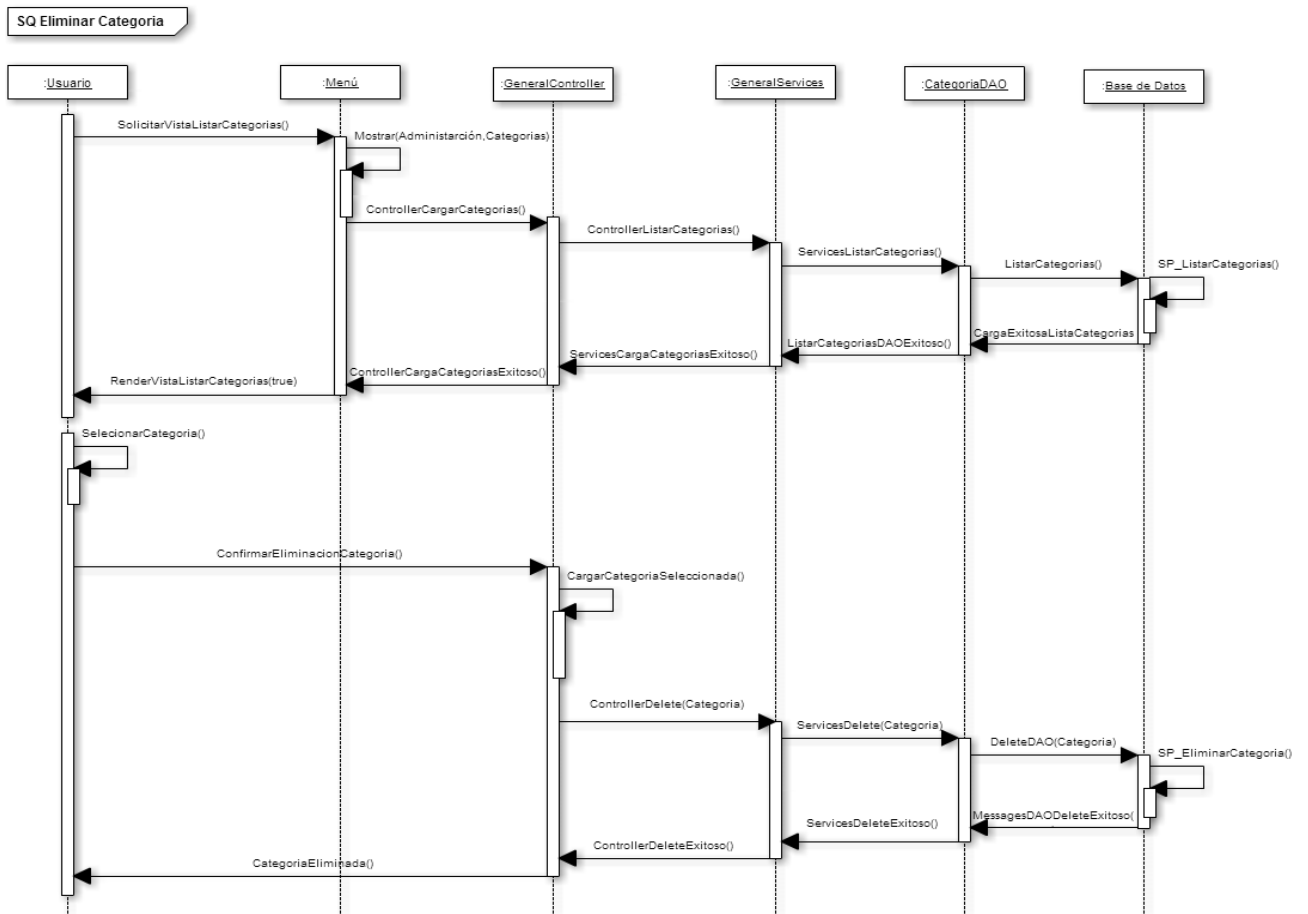 SQ Eliminar Categoria
:Usuario
:Menú
:GeneralController
:GeneralServices
:CategoriaDAO
:Base de Datos
SolicitarVistaListarCategorias()
Mostrar(Administarción,Categorias)
ControllerCargarCategorias()
ControllerListarCategorias()
ServicesListarCategorias()
ListarCategorias()
SP_ListarCategorias()
CargaExitosaListaCategorias
ListarCategoriasDAOExitoso()
ServicesCargaCategoriasExitoso()
ControllerCargaCategoriasExitoso()
RenderVistaListarCategorias(true)
SelecionarCategoria()
ConfirmarEliminacionCategoria()
CargarCategoriaSeleccionada()
ControllerDelete(Categoria)
ServicesDelete(Categoria)
DeleteDAO(Categoria)
SP_EliminarCategoria()
MessagesDAODeleteExitoso(
ServicesDeleteExitoso()
ControllerDeleteExitoso()
CategoriaEliminada()